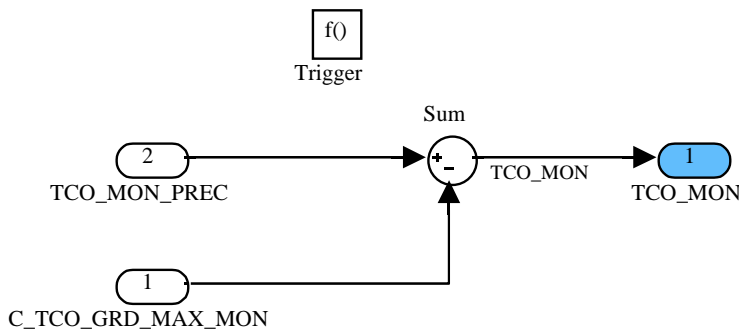 f()
Trigger
Sum
2
TCO_MON_PREC
+
−
TCO_MON
1
TCO_MON
1
C_TCO_GRD_MAX_MON